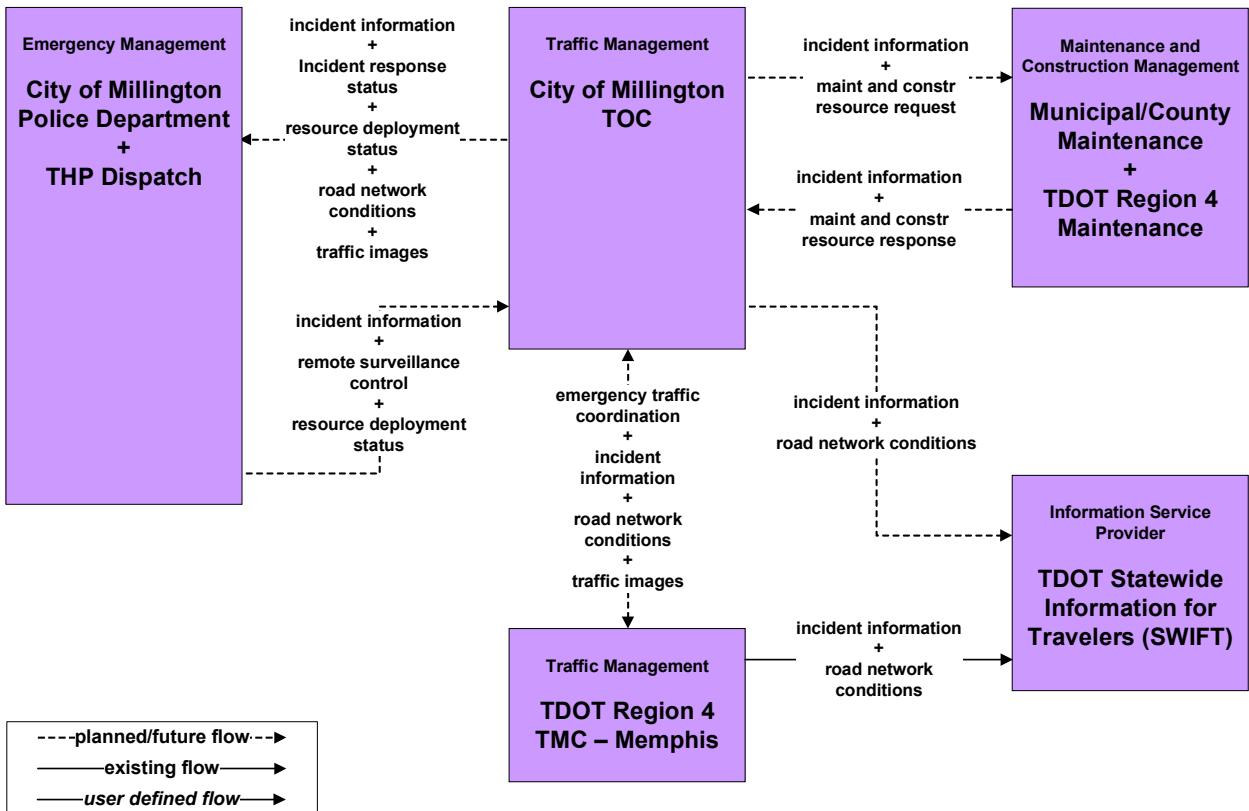 Emergency Management
City of Millington
Police Department
+
THP Dispatch
incident information
+
Incident response
status
+
resource deployment
status
+
road network
conditions
+
traffic images
incident information
+
remote surveillance
control
+
resource deployment
status
Traffic Management
City of Millington
TOC
incident information
+
maint and constr
resource request
incident information
+
maint and constr
resource response
Maintenance and
Construction Management
Municipal/County
Maintenance
+
TDOT Region 4
Maintenance
emergency traffic
coordination
+
incident
information
+
road network
conditions
+
traffic images
incident information
+
road network conditions
Information Service
Provider
TDOT Statewide
Information for
Travelers (SWIFT)
Traffic Management
TDOT Region 4
TMC – Memphis
incident information
+
road network
conditions
planned/future flow
existing flow
user defined flow